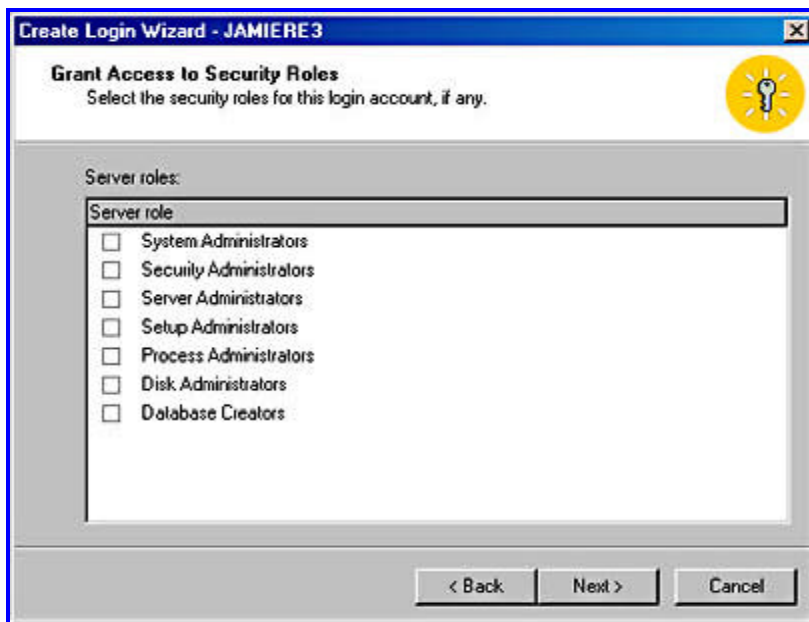 Create Login Wizard - JAMIERE3
Grant Access to Security Roles
Select the security roles for this login account, if any.
Server roles:
Server role
System Administrators
Security Administrators
Server Administrators
Setup Administrators
Process Administrators
Disk Administrators
Database Creators
< Back
Next >
Cancel